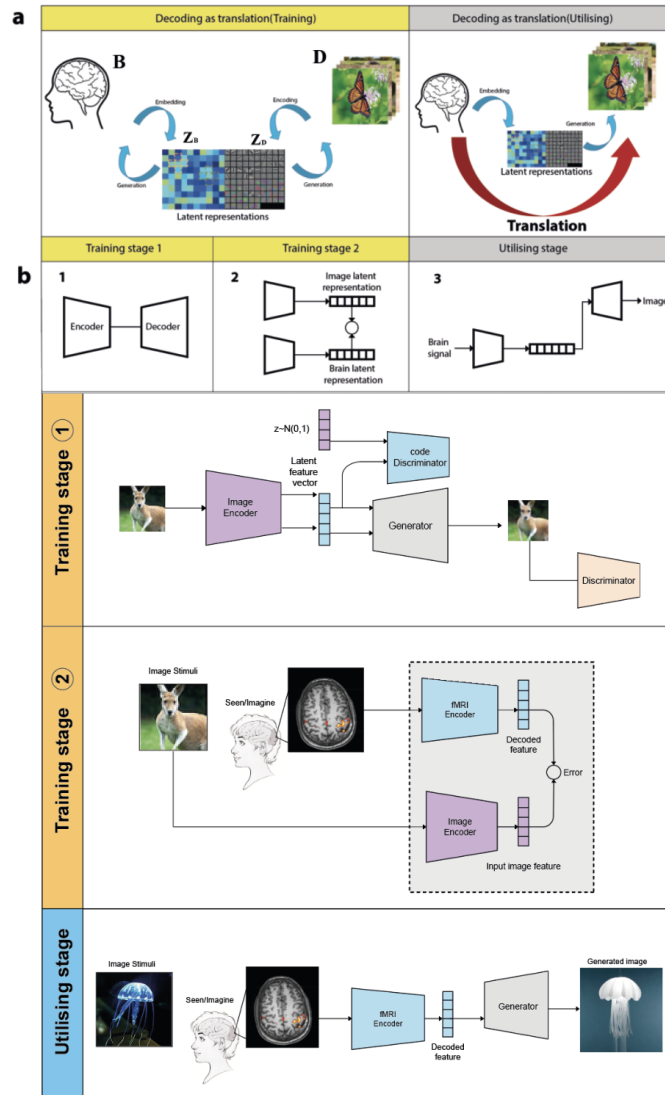 a
Decoding as translation(Training)
Decoding as translation(Utilising)
B
D
Embedding
Encoding
Z_B
Z_D
Generation
Generation
Latent representations
Embedding
Generation
Latent representations
Translation
Training stage 1
Training stage 2
Utilising stage
b
1
Encoder
Decoder
2
Image latent
representation
Brain latent
representation
3
Brain
signal
Image
Training stage ①
z~N(0,1)
Latent
feature
vector
code
Discriminator
Image
Encoder
Generator
Discriminator
Training stage ②
Image Stimuli
Seen/Imagine
fMRI
Encoder
Decoded
feature
Error
Image
Encoder
Input image feature
Utilising stage
Image Stimuli
Seen/Imagine
fMRI
Encoder
Decoded
feature
Generator
Generated image